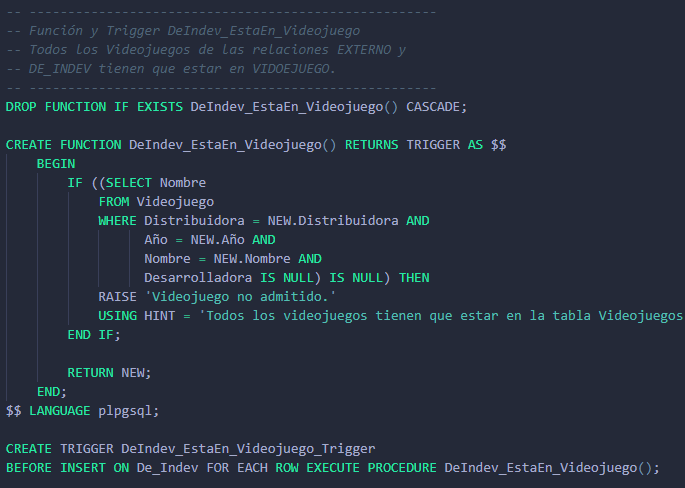 -- -----------------------------------------------------
-- Función y Trigger DeIndev_EstaEn_Videojuego
-- Todos los Videojuegos de las relaciones EXTERNO y
-- DE_INDEV tienen que estar en VIDOEJUEGO.
-- -----------------------------------------------------
DROP FUNCTION IF EXISTS DeIndev_EstaEn_Videojuego() CASCADE;

CREATE FUNCTION DeIndev_EstaEn_Videojuego() RETURNS TRIGGER AS $$
    BEGIN
        IF ((SELECT Nombre
            FROM Videojuego
            WHERE Distribuidora = NEW.Distribuidora AND
                  Año = NEW.Año AND
                  Nombre = NEW.Nombre AND
                  Desarrolladora IS NULL) IS NULL) THEN
            RAISE 'Videojuego no admitido.'
            USING HINT = 'Todos los videojuegos tienen que estar en la tabla Videojuegos
        END IF;

        RETURN NEW;
    END;
$$ LANGUAGE plpgsql;

CREATE TRIGGER DeIndev_EstaEn_Videojuego_Trigger
BEFORE INSERT ON De_Indev FOR EACH ROW EXECUTE PROCEDURE DeIndev_EstaEn_Videojuego();